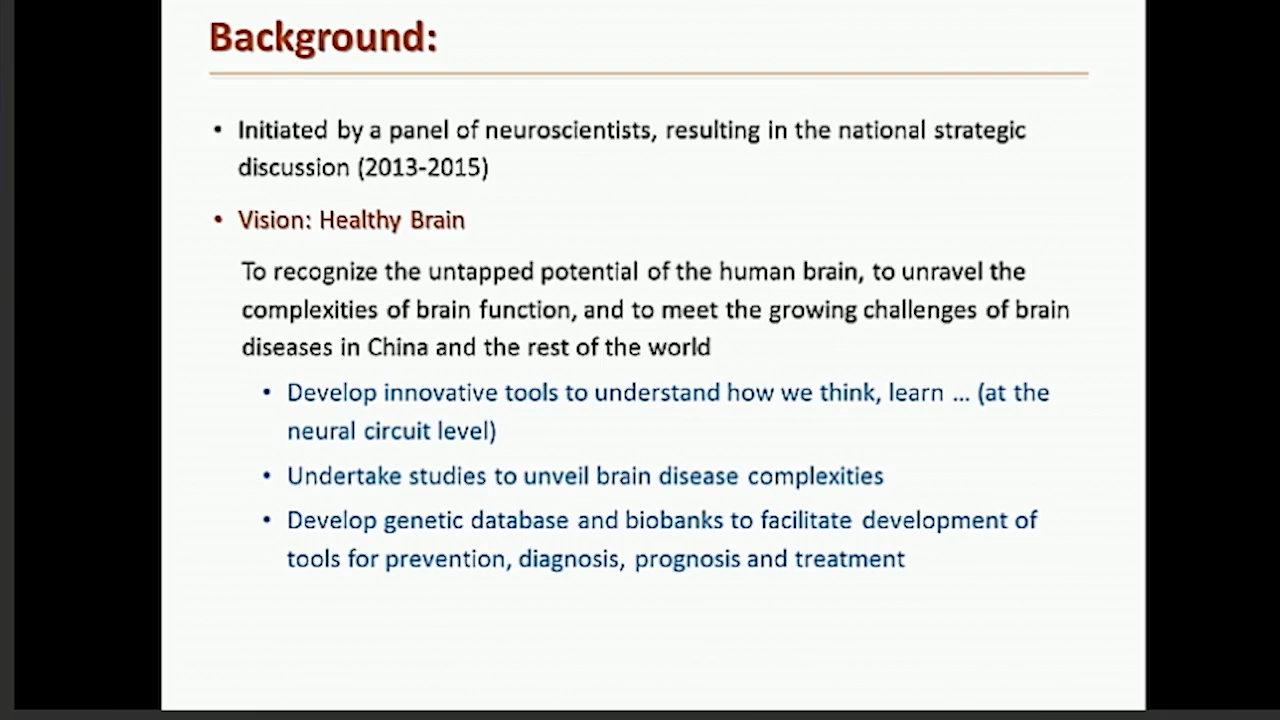 Background:
• Initiated by a panel of neuroscientists, resulting in the national strategic
discussion (2013-2015)
• Vision: Healthy Brain
To recognize the untapped potential of the human brain, to unravel the
complexities of brain function, and to meet the growing challenges of brain
diseases in China and the rest of the world
• Develop innovative tools to understand how we think, learn ... (at the
neural circuit level)
• Undertake studies to unveil brain disease complexities
• Develop genetic database and biobanks to facilitate development of
tools for prevention, diagnosis, prognosis and treatment